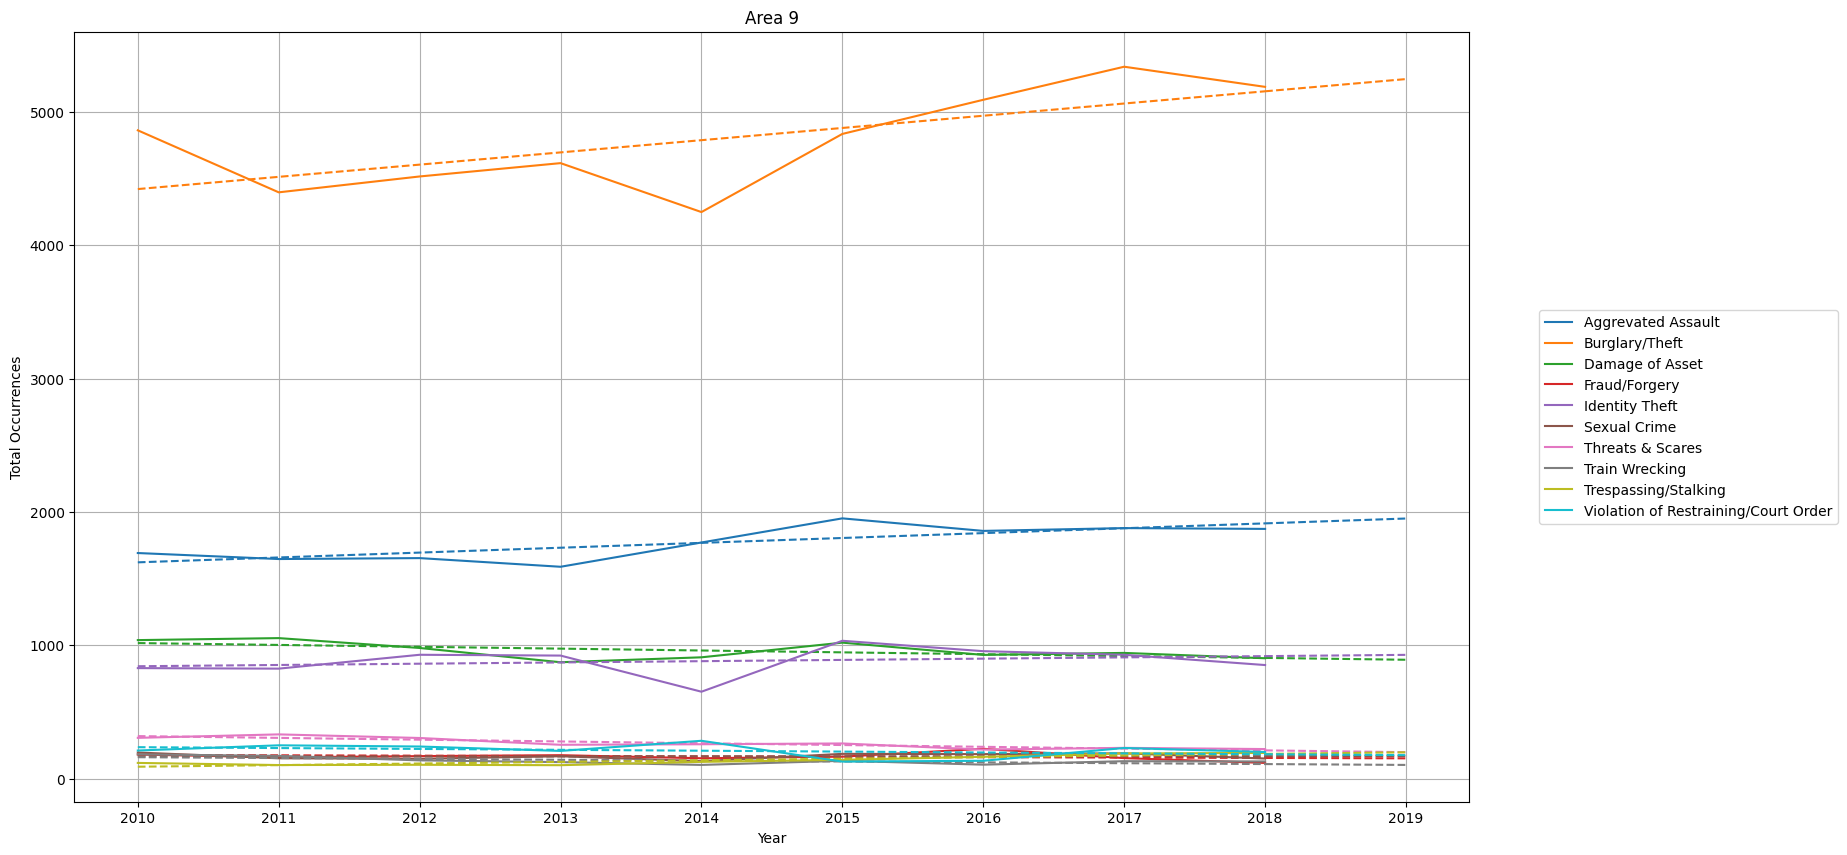 Area 9
5000
4000
3000
2000
1000
0
Total Occurrences
2010 2011 2012 2013 2014 2015 2016 2017 2018 2019
Year
Aggrevated Assault
Burglary/Theft
Damage of Asset
Fraud/Forgery
Identity Theft
Sexual Crime
Threats & Scares
Train Wrecking
Trespassing/Stalking
Violation of Restraining/Court Order